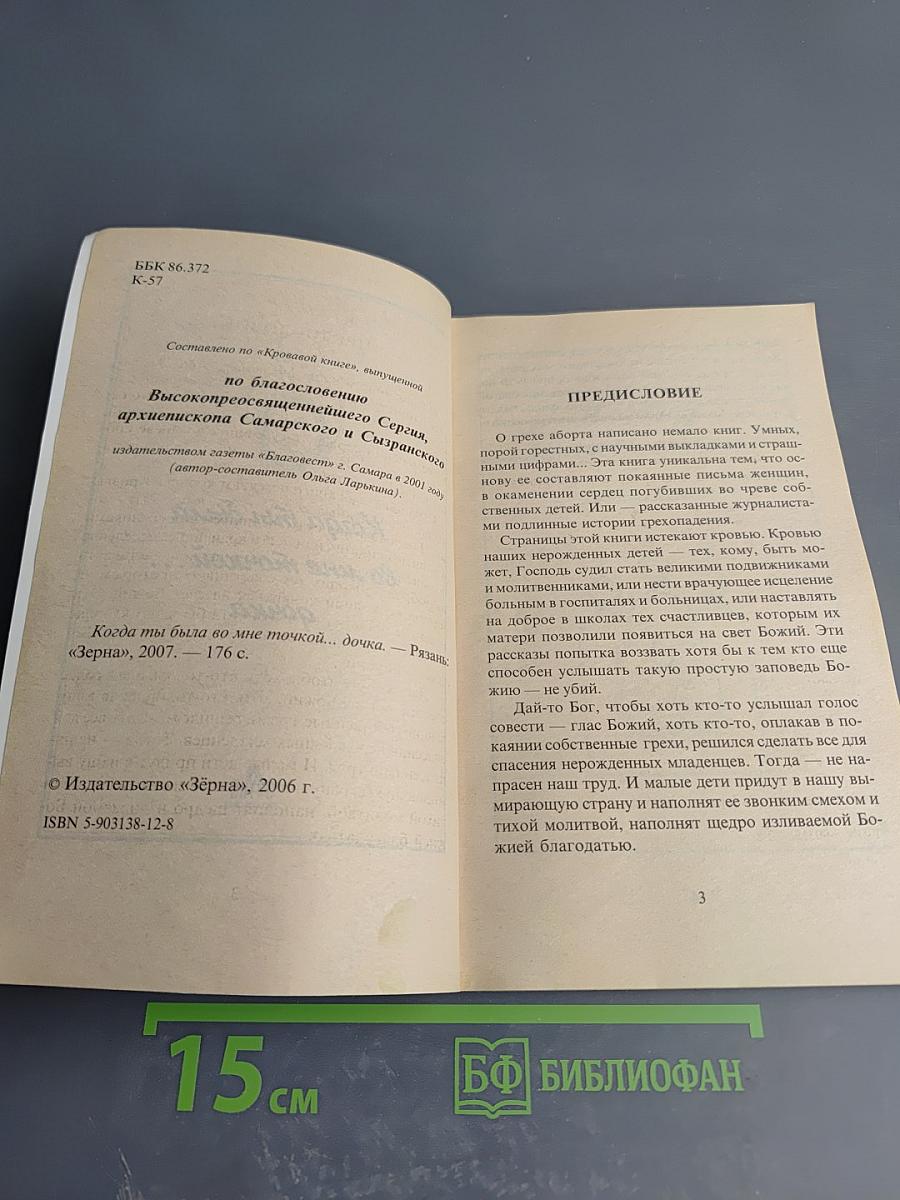 ББК 86.372
К-57
Составлено по «Кровавой книге», выпущенной
по благословению
Высокопреосвященнейшего Сергия,
архиепископа Самарского и Сызранского
издательством газеты «Благовест» г. Самара в 2001 году
(автор-составитель Ольга Ларькина).
Когда ты была во мне точкой... дочка. — Рязань:
«Зерна», 2007. — 176 с.
© Издательство «Зёрна», 2006 г.
ISBN 5-903138-12-8
ПРЕДИСЛОВИЕ
О грехе аборта написано немало книг. Умных,
порой горестных, с научными выкладками и страш-
ными цифрами... Эта книга уникальна тем, что ос-
нову ее составляют покаянные письма женщин,
в окаменении сердец погубивших во чреве соб-
ственных детей. Или — рассказанные журналиста-
ми подлинные истории грехопадения.
Страницы этой книги истекают кровью. Кровью
наших нерожденных детей — тех, кому, быть мо-
жет, Господь судил стать великими подвижниками
и молитвенниками, или нести врачующее исцеление
больным в госпиталях и больницах, или наставлять
на доброе в школах тех счастливцев, которым их
матери позволили появиться на свет Божий. Эти
рассказы попытка воззвать хотя бы к тем кто еще
способен услышать такую простую заповедь Бо-
жию — не убий.
Дай-то Бог, чтобы хоть кто-то услышал голос
совести — глас Божий, хоть кто-то, оплакав в по-
каянии собственные грехи, решился сделать все для
спасения нерожденных младенцев. Тогда — не на-
прасен наш труд. И малые дети придут в нашу вы-
мирающую страну и наполнят ее звонким смехом и
тихой молитвой, наполнят щедро изливаемой Бо-
жией благодатью.
3
15 см
БФ БИБЛИОФАН